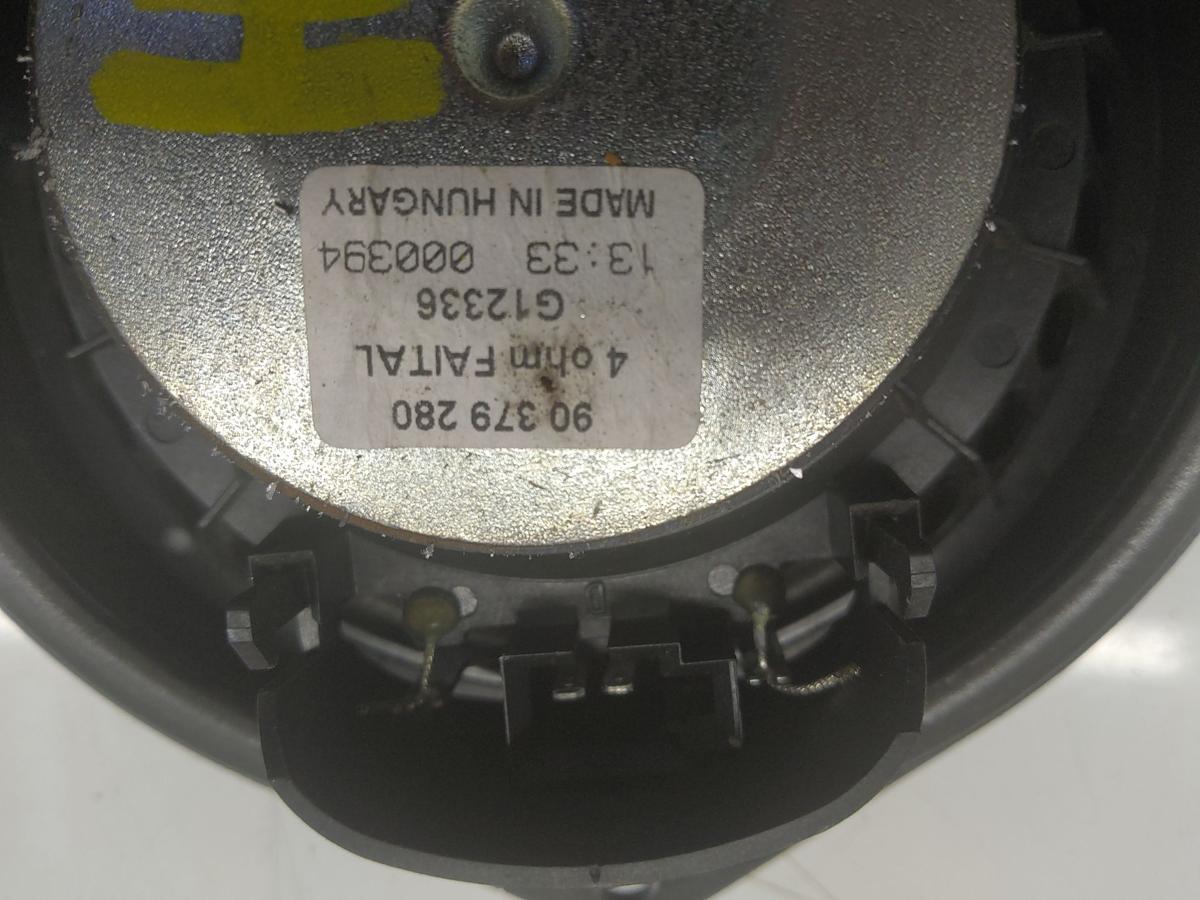 90 379 280
4 ohm FAITAL
G12336
13:33 000394
MADE IN HUNGARY